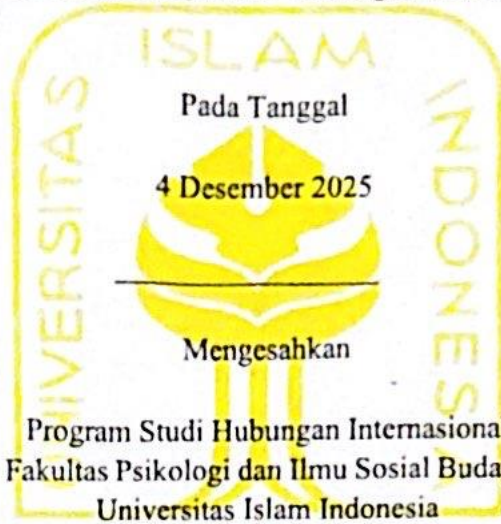 ISLAM
UNIVERSITAS
INDONESIA
Pada Tanggal
4 Desember 2025
Mengesahkan
Program Studi Hubungan Internasiona
Fakultas Psikologi dan Ilmu Sosial Buda
Universitas Islam Indonesia